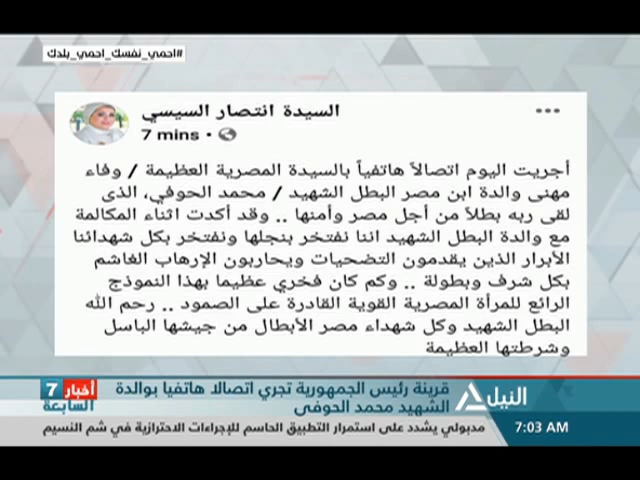 #احمي_نفسك_احمي_بلدك
السيدة انتصار السيسي
7 mins
أجريت اليوم اتصالاً هاتفياً بالسيدة المصرية العظيمة / وفاء
مهنى والدة ابن مصر البطل الشهيد / محمد الحوفي، الذى
لقى ربه بطلاً من أجل مصر وأمنها .. وقد أكدت اثناء المكالمة
مع والدة البطل الشهيد اننا نفتخر بنجلها ونفتخر بكل شهدائنا
الأبرار الذين يقدمون التضحيات ويحاربون الإرهاب الغاشم
بكل شرف وبطولة .. وكم كان فخري عظيما بهذا النموذج
الرائع للمرأة المصرية القوية القادرة على الصمود .. رحم الله
البطل الشهيد وكل شهداء مصر الأبطال من جيشها الباسل
وشرطتها العظيمة
النيل
قرينة رئيس الجمهورية تجري اتصالا هاتفيا بوالدة
الشهيد محمد الحوفى
أخبار 7
السابعة
7:03 AM
مدبولي يشدد على استمرار التطبيق الحاسم للإجراءات الاحترازية في شم النسيم